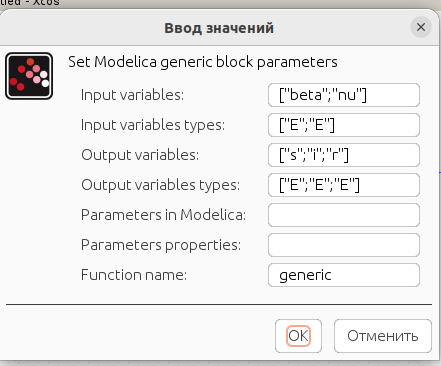 tled - Xcos
Ввод значений
Set Modelica generic block parameters
Input variables: ["beta";"nu"]
Input variables types: ["E";"E"]
Output variables: ["s";"i";"r"]
Output variables types: ["E";"E";"E"]
Parameters in Modelica:
Parameters properties:
Function name: generic
OK Отменить